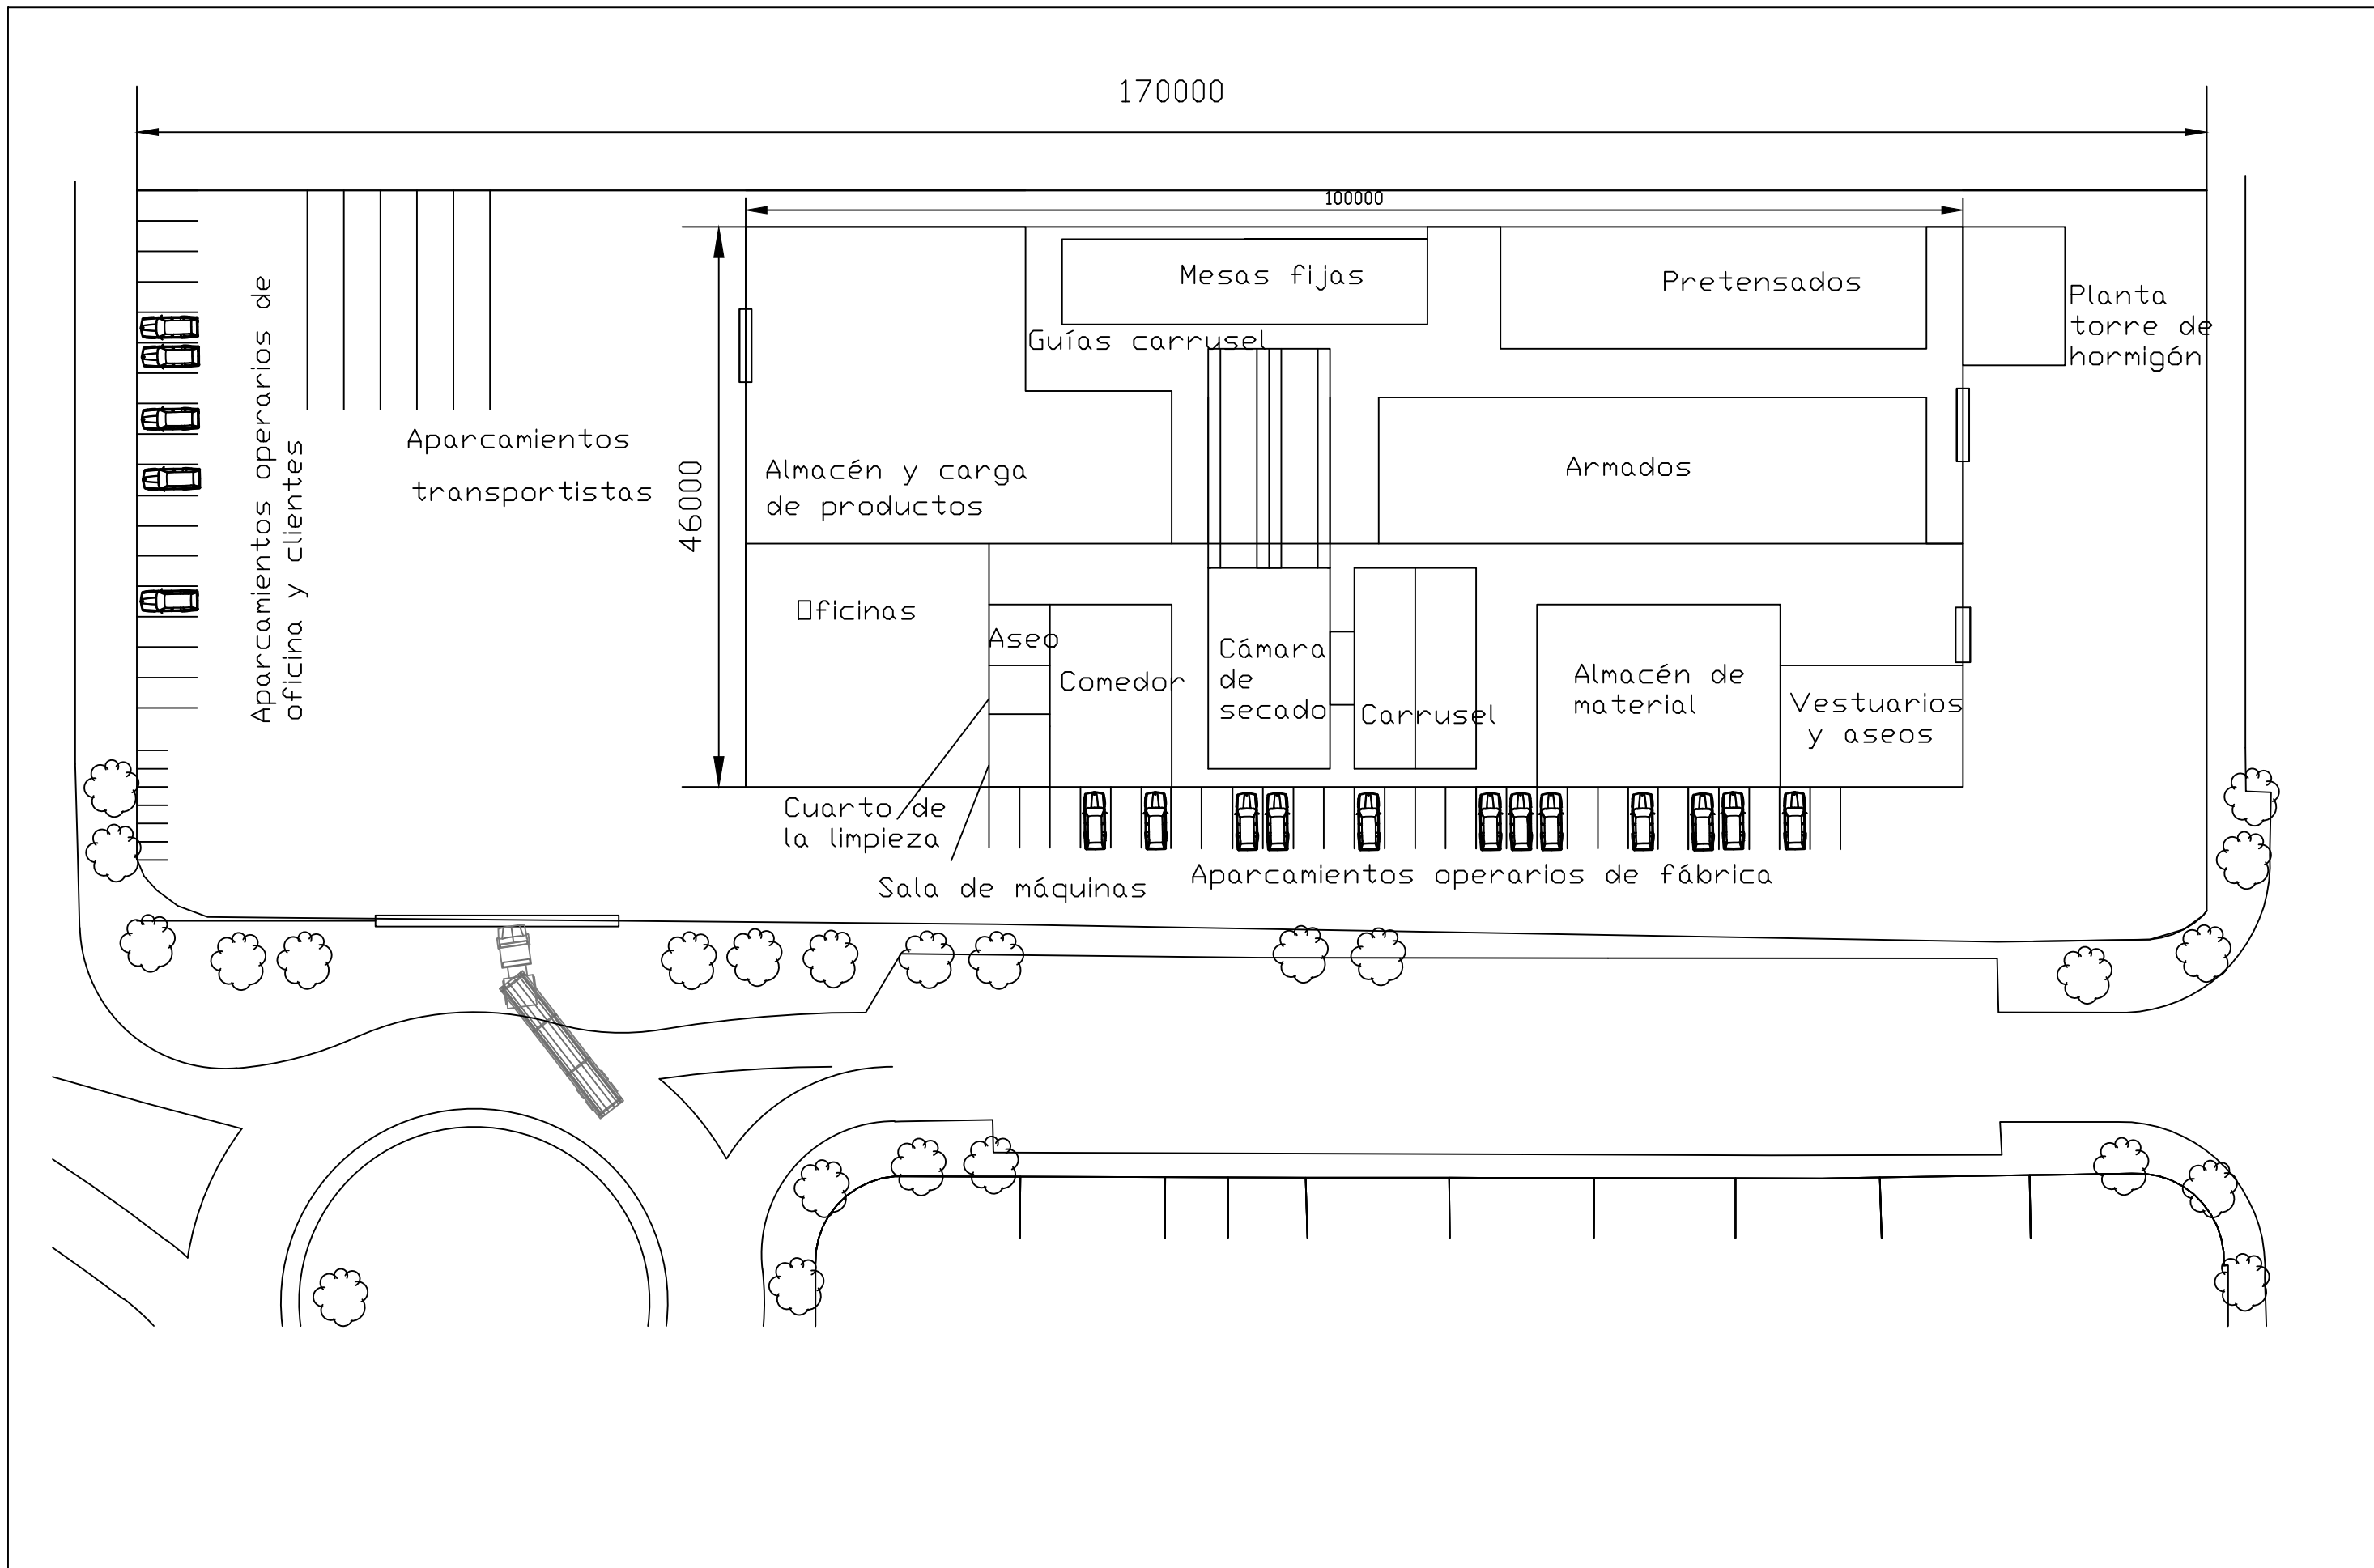 170000
100000
Mesas fijas
Pretensados
Planta
torre de
hormigón
Guías carrusel
Aparcamientos operarios de
oficina y clientes
Aparcamientos
transportistas
46000
Almacén y carga
de productos
Armados
Oficinas
Aseo
Comedor
Cámara
de
secado
Carrusel
Almacén de
material
Vestuarios
y aseos
Cuarto de
la limpieza
Sala de máquinas
Aparcamientos operarios de fábrica